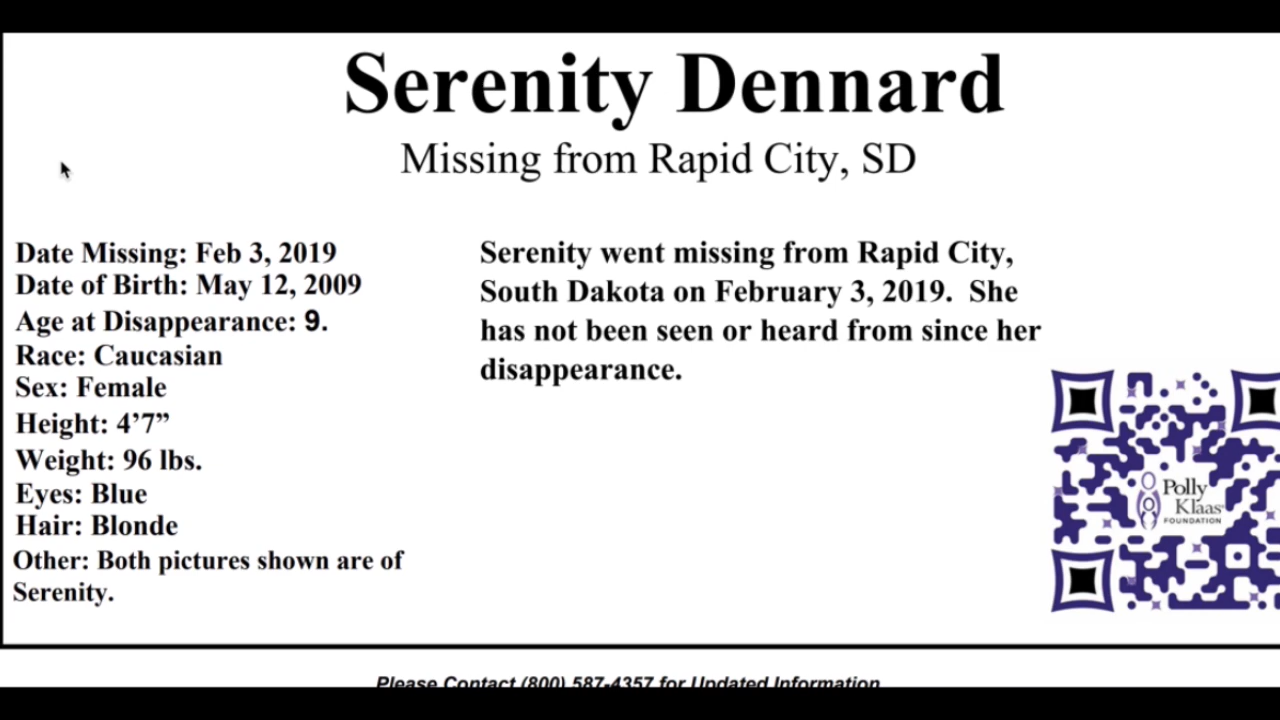 Serenity Dennard
Missing from Rapid City, SD
Date Missing: Feb 3, 2019
Date of Birth: May 12, 2009
Age at Disappearance: 9.
Race: Caucasian
Sex: Female
Height: 4’7”
Weight: 96 lbs.
Eyes: Blue
Hair: Blonde
Other: Both pictures shown are of
Serenity.
Serenity went missing from Rapid City,
South Dakota on February 3, 2019.  She
has not been seen or heard from since her
disappearance.
Polly
Klaas
FOUNDATION
Please Contact (800) 587-4357 for Updated Information